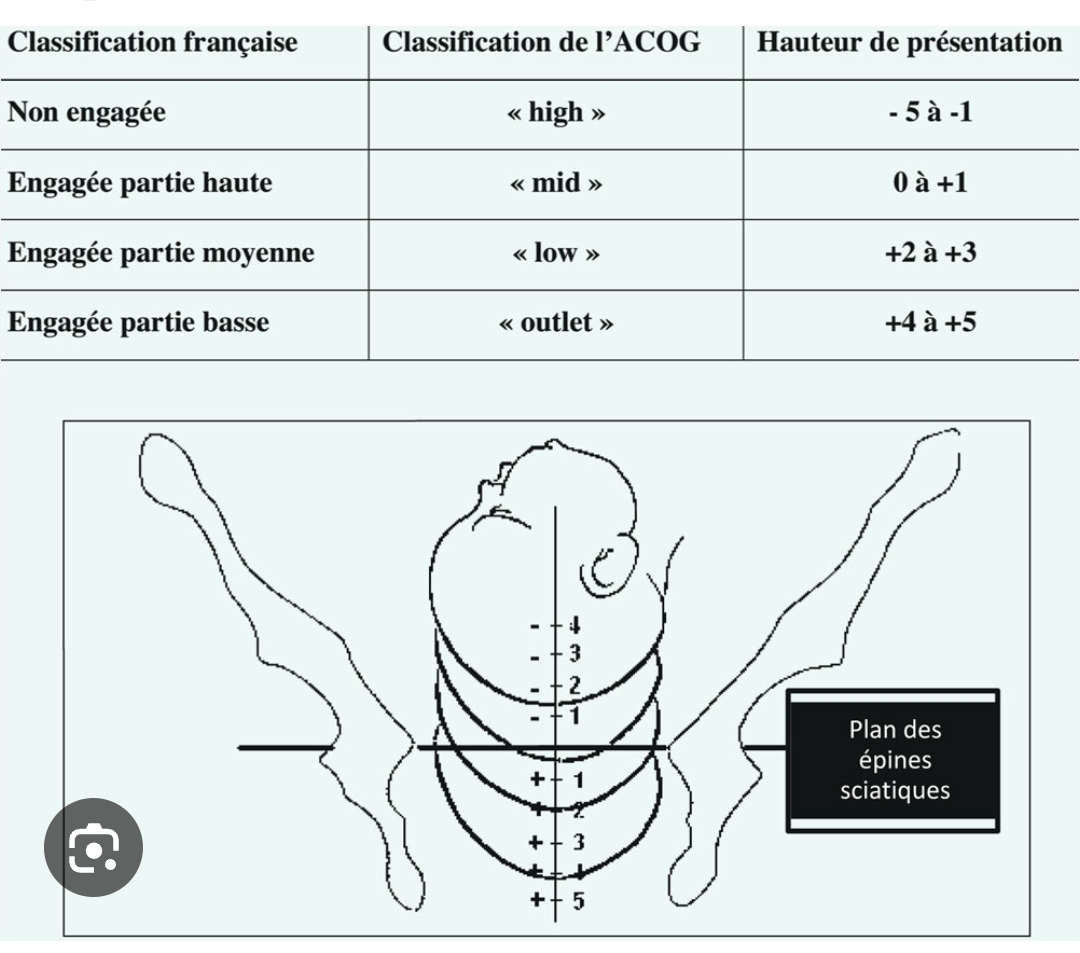 Classification française Classification de l’ACOG Hauteur de présentation
Non engagée « high » - 5 à -1
Engagée partie haute « mid » 0 à +1
Engagée partie moyenne « low » +2 à +3
Engagée partie basse « outlet » +4 à +5
- 4
- 3
- 2
- 1
Plan des
épines
sciatiques
+ 1
+ 2
+ 3
+ 4
+ 5